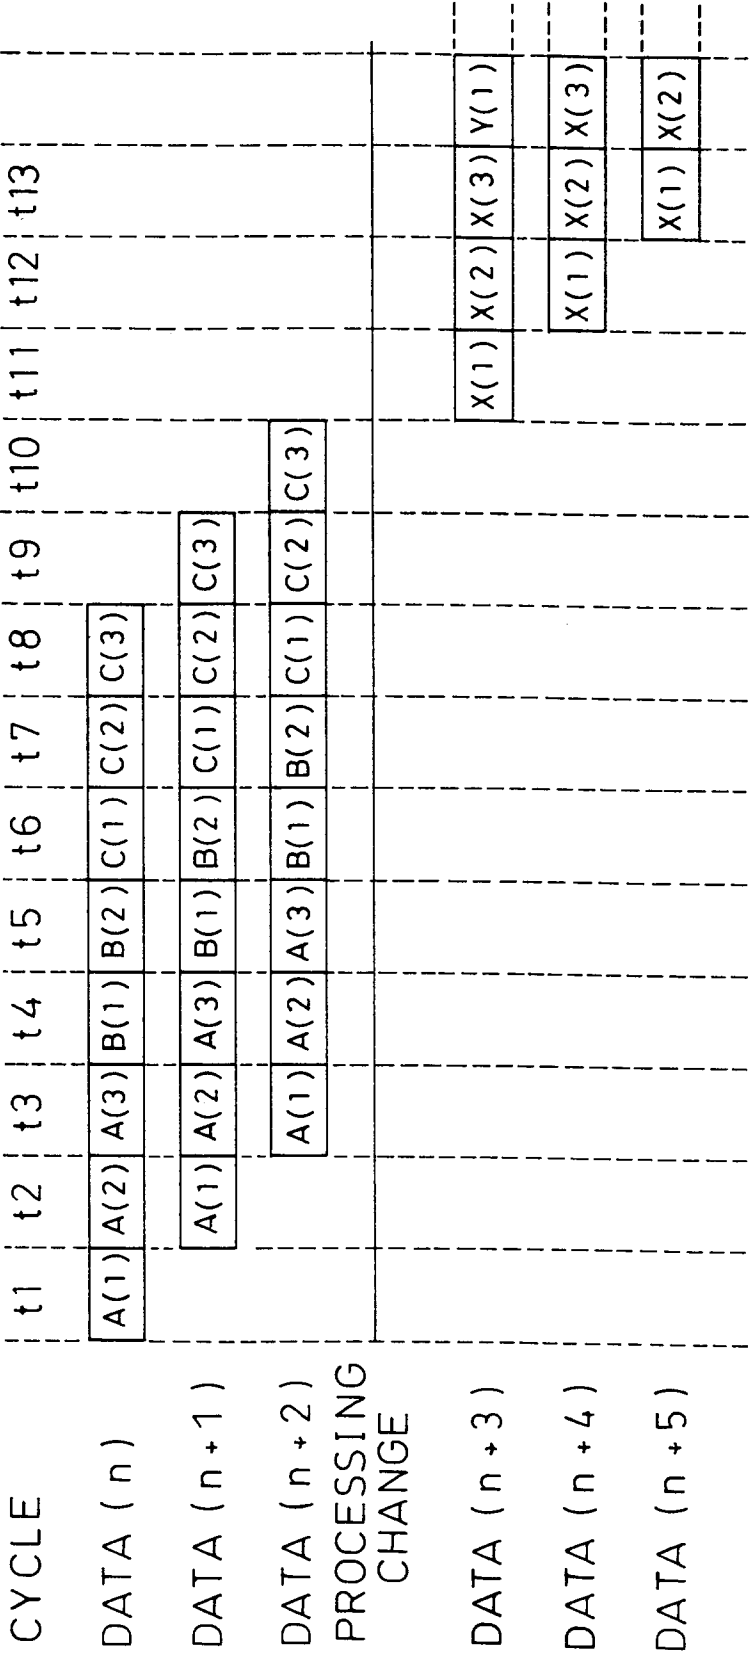 CYCLE t1 t2 t3 t4 t5 t6 t7 t8 t9 t10 t11 t12 t13
DATA (n) A(1) A(2) A(3) B(1) B(2) C(1) C(2) C(3)
DATA (n+1) A(1) A(2) A(3) B(1) B(2) C(1) C(2) C(3)
DATA (n+2) A(1) A(2) A(3) B(1) B(2) C(1) C(2) C(3)
PROCESSING
CHANGE
DATA (n+3) X(1) X(2) X(3) Y(1)
DATA (n+4) X(1) X(2) X(3)
DATA (n+5) X(1) X(2)